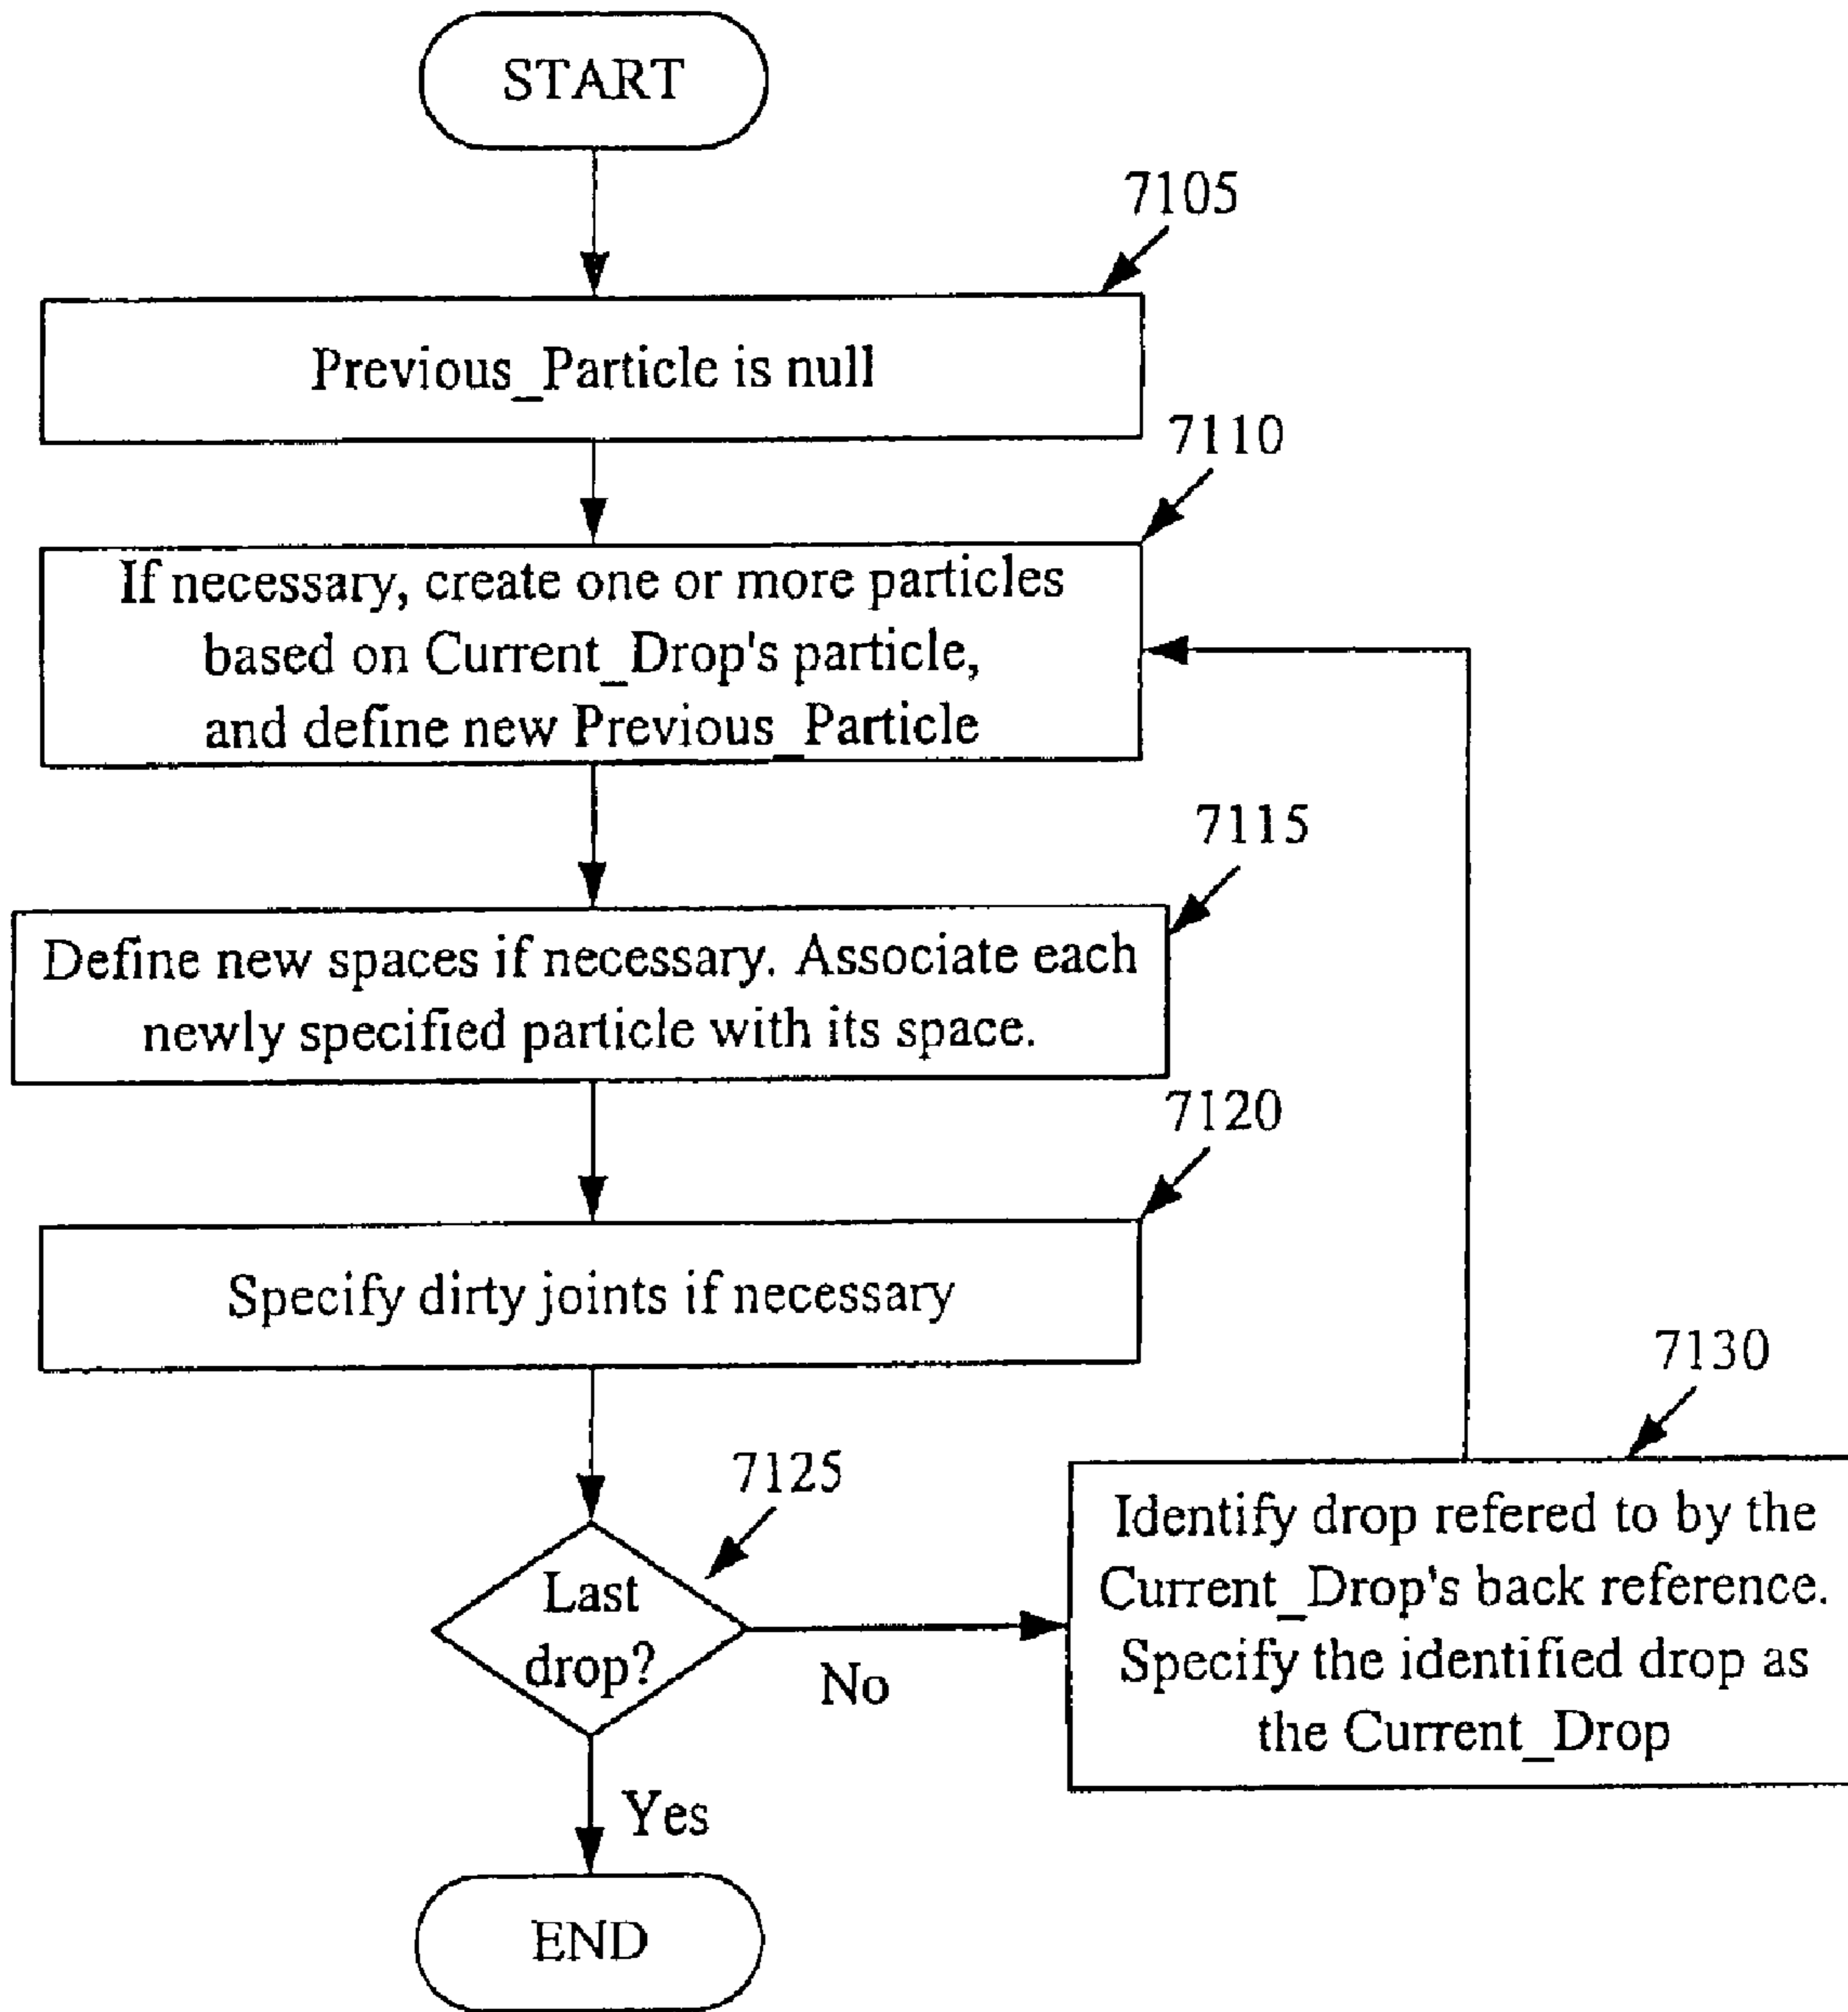 START
7105
Previous_Particle is null
7110
If necessary, create one or more particles
based on Current_Drop's particle,
and define new Previous_Particle
7115
Define new spaces if necessary. Associate each
newly specified particle with its space.
7120
Specify dirty joints if necessary
7125
Last
drop?
No
Yes
7130
Identify drop refered to by the
Current_Drop's back reference.
Specify the identified drop as
the Current_Drop
END